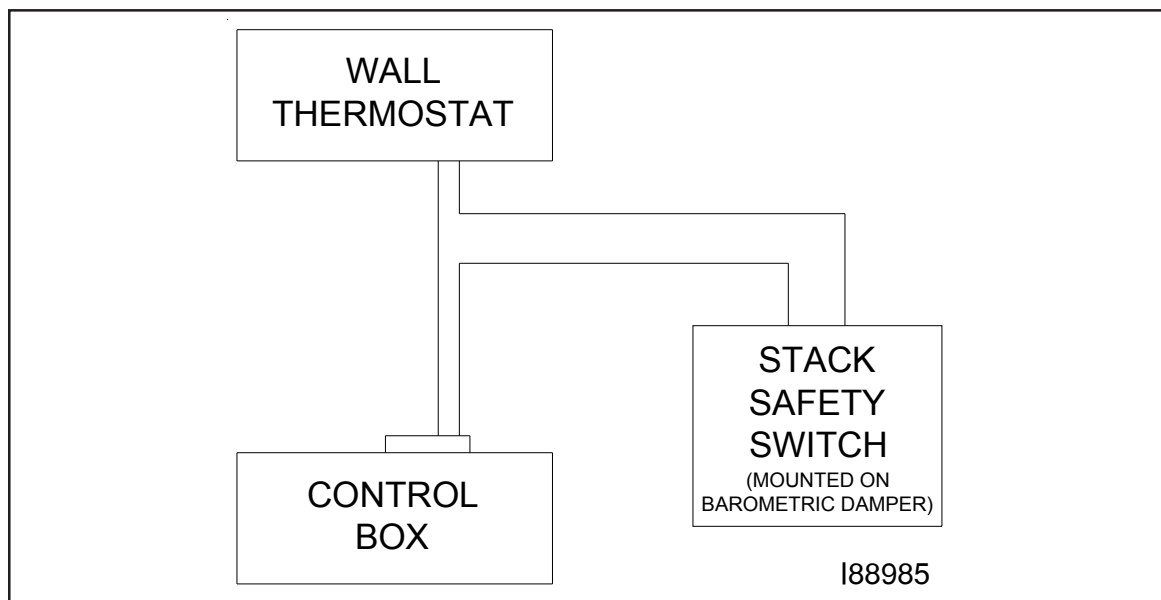 WALL
THERMOSTAT
STACK
SAFETY
SWITCH
(MOUNTED ON
BAROMETRIC DAMPER)
CONTROL
BOX
I88985